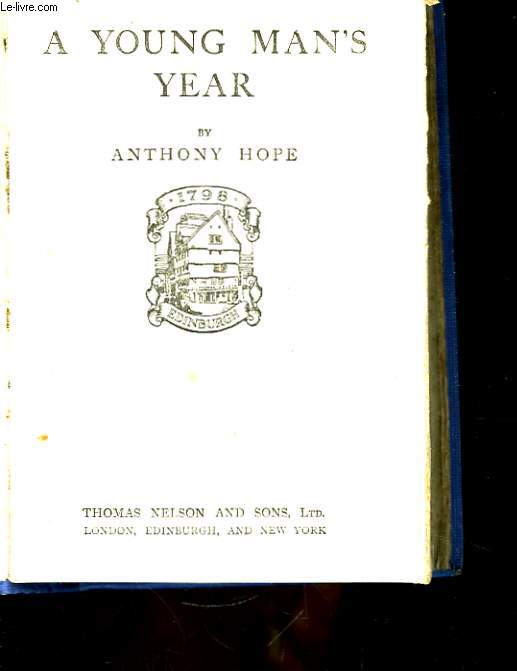 Le-livre.com
A YOUNG MAN'S
YEAR
BY
ANTHONY HOPE
·1798·
EDINBURGH
THOMAS NELSON AND SONS, LTD.
LONDON, EDINBURGH, AND NEW YORK